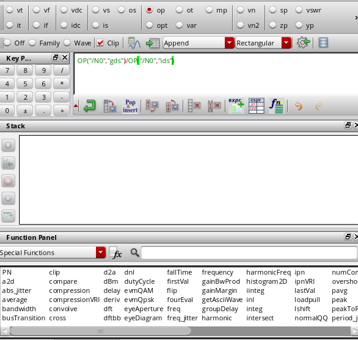 vt vf vdc vs os op ot mp vn sp vswr
it if idc is opt var vn2 zp yp
Off Family Wave Clip Append Rectangular
Key P...
7 8 9 /
4 5 6 *
1 2 3 -
0 ± . +
OP("/N0","gds")/OP("/N0","ids")
Pop insert expr expr fn
Stack
Function Panel
Special Functions fx
PN clip d2a dnl fallTime frequency harmonicFreq ipn numCon
a2d compare dBm dutyCycle firstVal gainBwProd histogram2D ipnVRI oversho
abs_jitter compression delay evmQAM flip gainMargin iinteg lastVal pavg
average compressionVRI deriv evmQpsk fourEval getAsciiWave inl loadpull peak
bandwidth convolve dft eyeAperture freq groupDelay integ lshift peakToP
busTransition cross dftbb eyeDiagram freq_jitter harmonic intersect normalQQ period_j